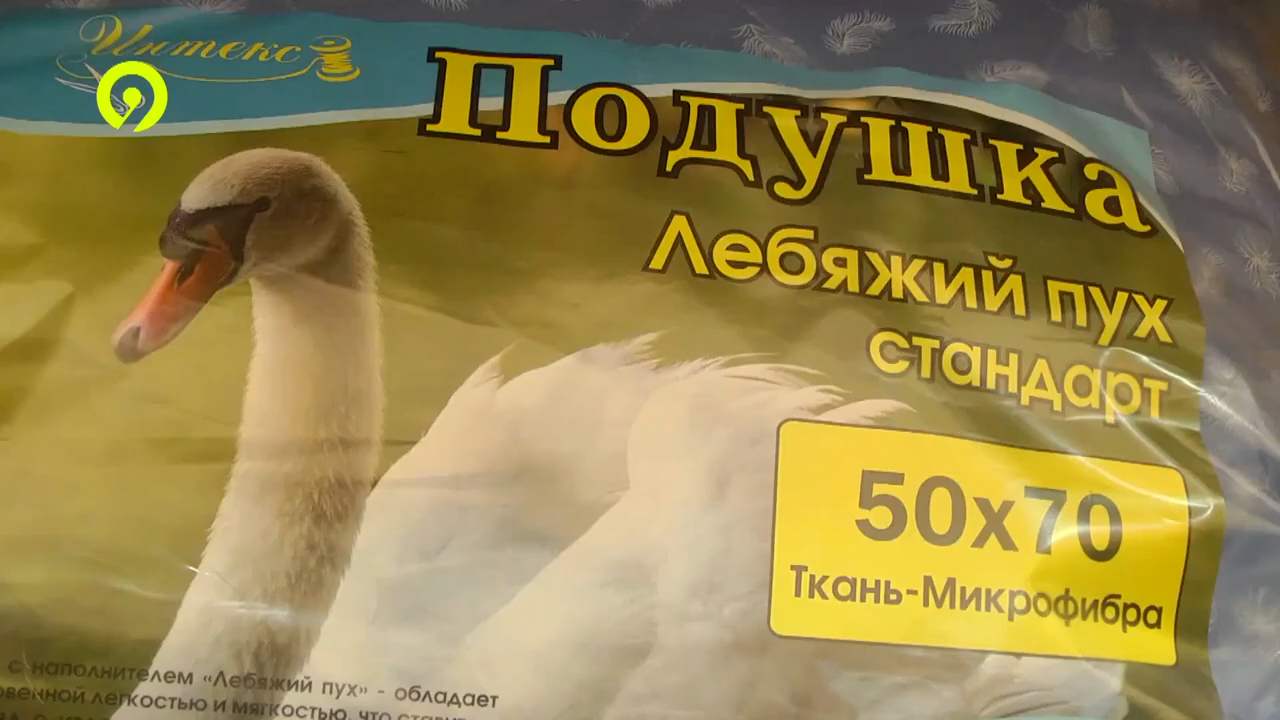 Интекс
Подушка
Лебяжий пух
стандарт
50x70
Ткань-Микрофибра
с наполнителем «Лебяжий пух» - обладает
легкостью и мягкостью, что